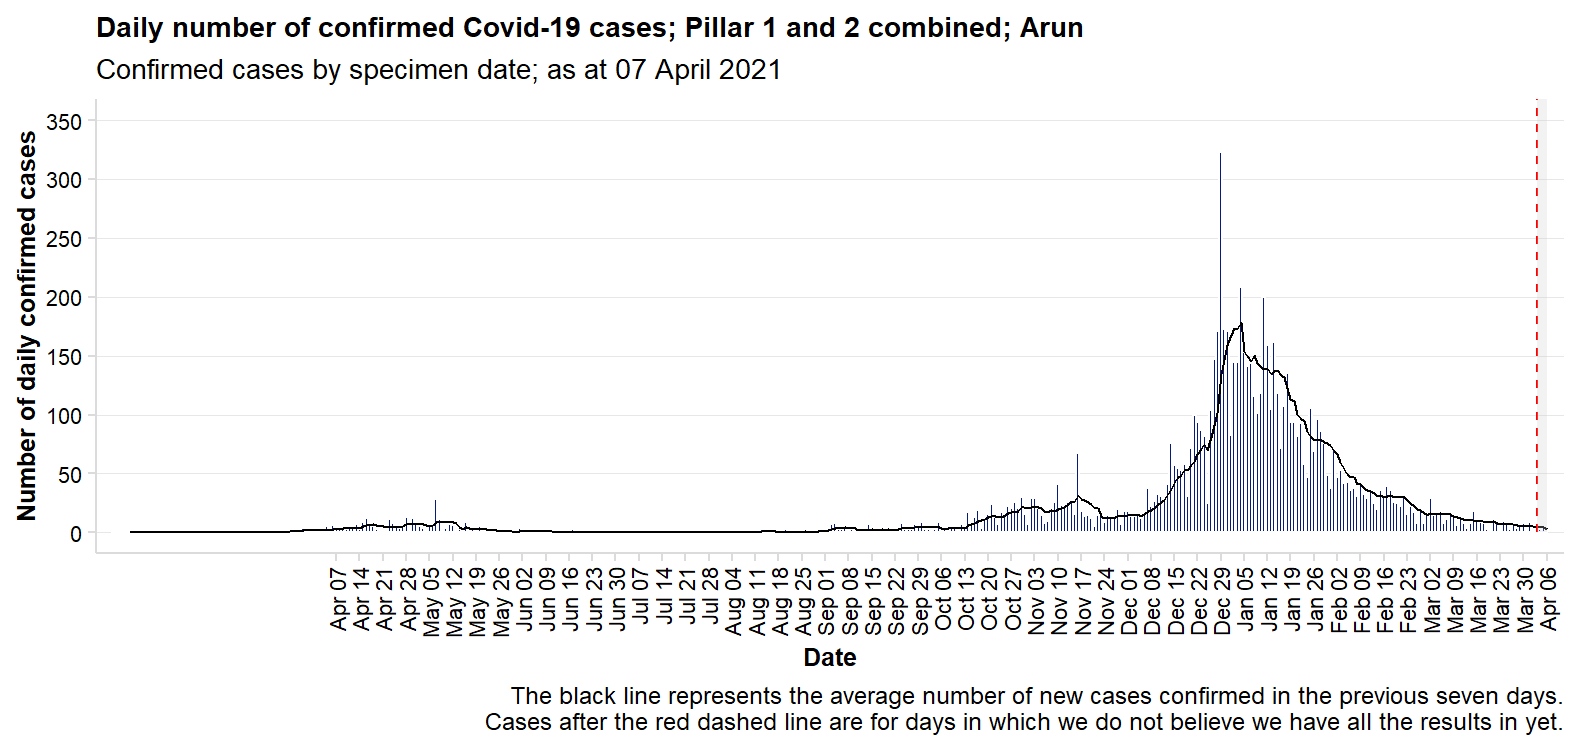 Daily number of confirmed Covid-19 cases; Pillar 1 and 2 combined; Arun
Confirmed cases by specimen date; as at 07 April 2021
Number of daily confirmed cases
350
300
250
200
150
100
50
0
Apr 07
Apr 14
Apr 21
Apr 28
May 05
May 12
May 19
May 26
Jun 02
Jun 09
Jun 16
Jun 23
Jun 30
Jul 07
Jul 14
Jul 21
Jul 28
Aug 04
Aug 11
Aug 18
Aug 25
Sep 01
Sep 08
Sep 15
Sep 22
Sep 29
Oct 06
Oct 13
Oct 20
Oct 27
Nov 03
Nov 10
Nov 17
Nov 24
Dec 01
Dec 08
Dec 15
Dec 22
Dec 29
Jan 05
Jan 12
Jan 19
Jan 26
Feb 02
Feb 09
Feb 16
Feb 23
Mar 02
Mar 09
Mar 16
Mar 23
Mar 30
Apr 06
Date
The black line represents the average number of new cases confirmed in the previous seven days.
Cases after the red dashed line are for days in which we do not believe we have all the results in yet.